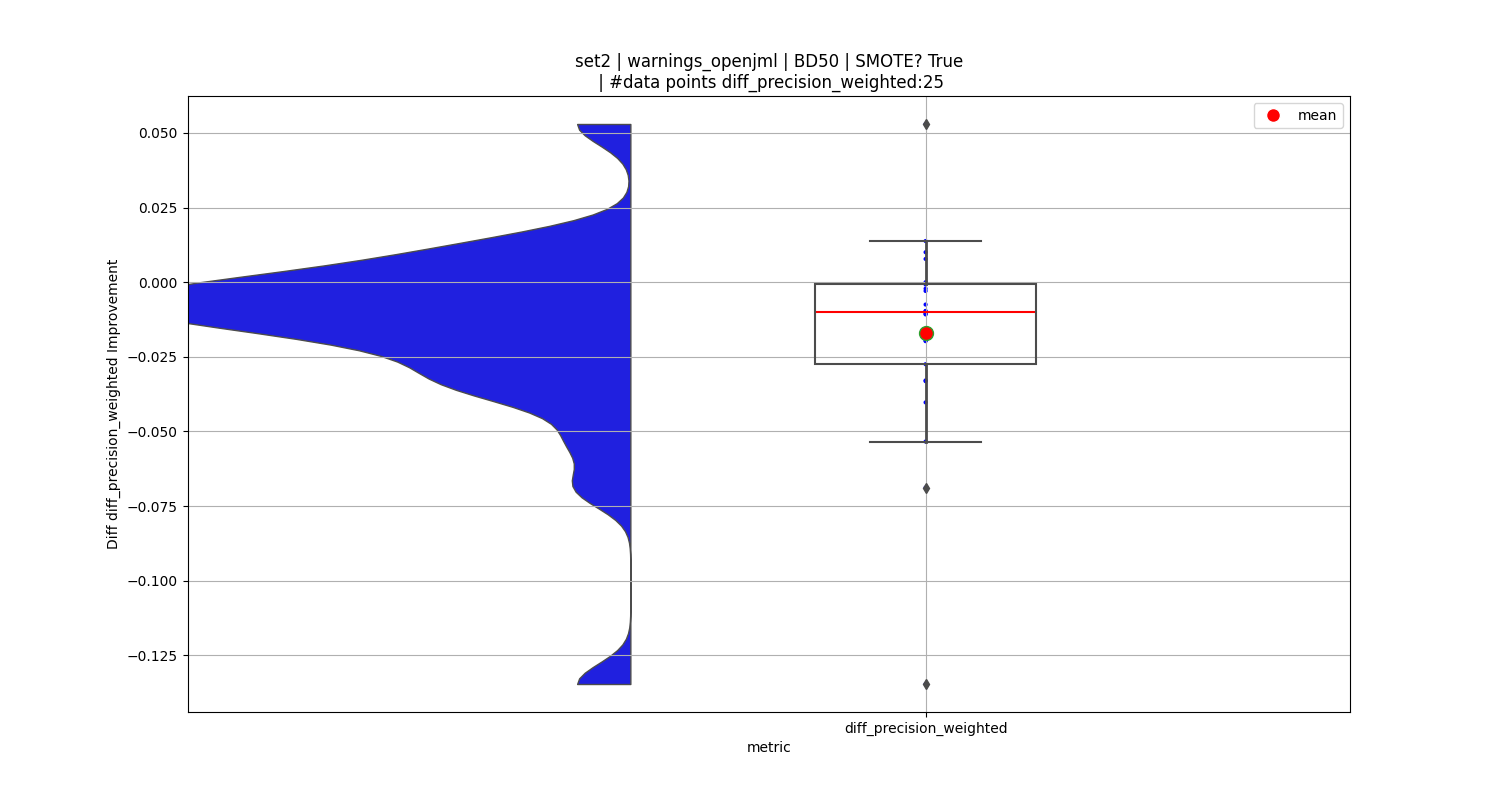 set2 | warnings_openjml | BD50 | SMOTE? True
| #data points diff_precision_weighted:25
mean
0.050
0.025
0.000
−0.025
−0.050
−0.075
−0.100
−0.125
Diff diff_precision_weighted Improvement
diff_precision_weighted
metric